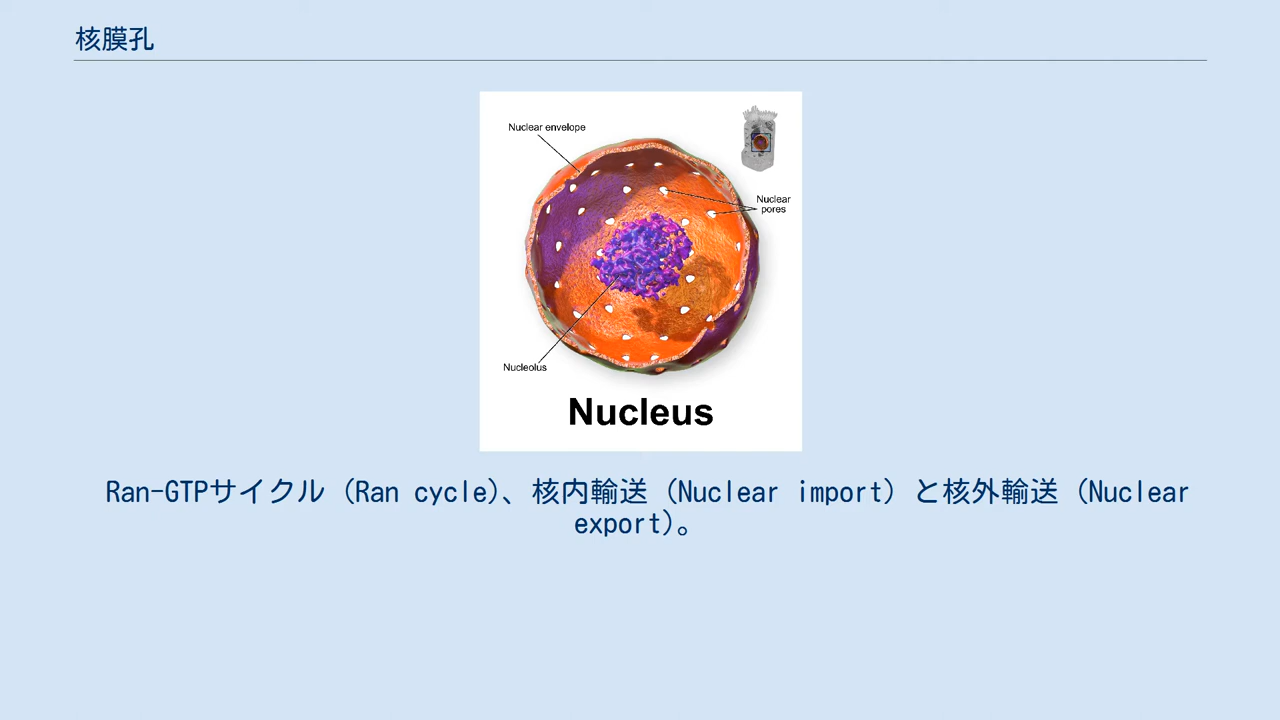 核膜孔
Nuclear envelope
Nuclear
pores
Nucleolus
Nucleus
Ran-GTPサイクル（Ran cycle）、核内輸送（Nuclear import）と核外輸送（Nuclear
export）。